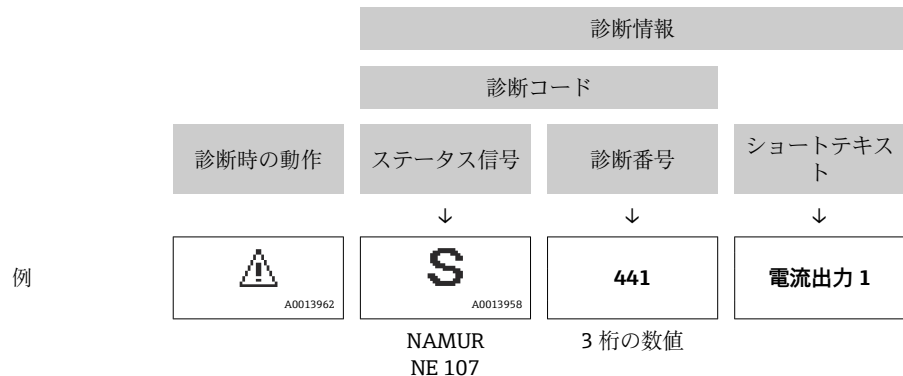 診断情報
診断コード
診断時の動作
ステータス信号
診断番号
ショートテキス
ト
↓ ↓ ↓
例
A0013962
S
A0013958
441
電流出力 1
NAMUR
NE 107
3 桁の数値